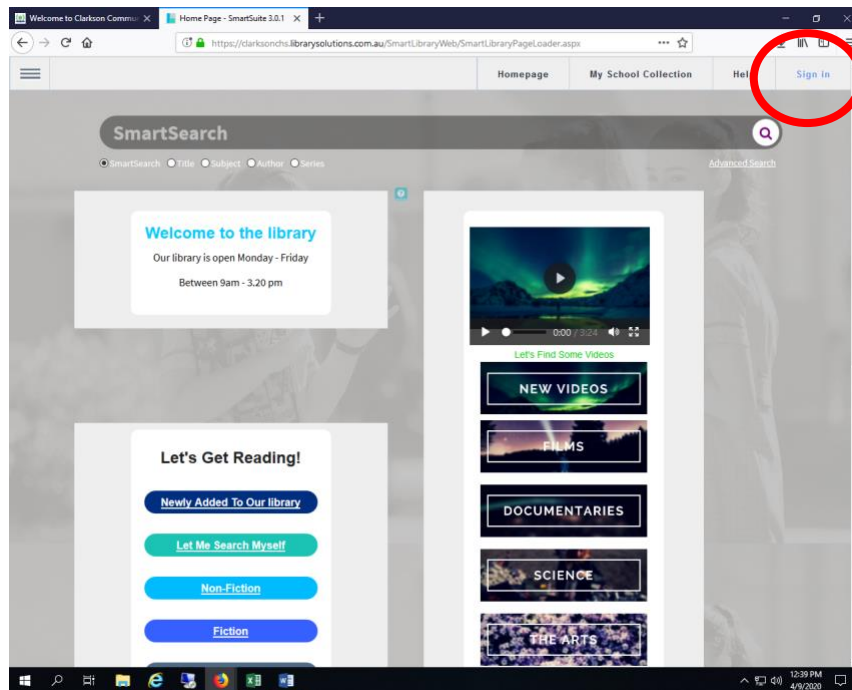 Welcome to Clarkson Commu
Home Page - SmartSuite 3.0.1
https://clarksonchs.librarysolutions.com.au/SmartLibraryWeb/SmartLibraryPageLoader.aspx
Homepage
My School Collection
Hel
Sign in
SmartSearch
SmartSearch Title Subject Author Series
Advanced Search
Welcome to the library
Our library is open Monday - Friday
Between 9am - 3.20 pm
0:00 / 3:24
Let's Find Some Videos
NEW VIDEOS
FILMS
DOCUMENTARIES
SCIENCE
THE ARTS
Let's Get Reading!
Newly Added To Our library
Let Me Search Myself
Non-Fiction
Fiction
12:39 PM
4/9/2020